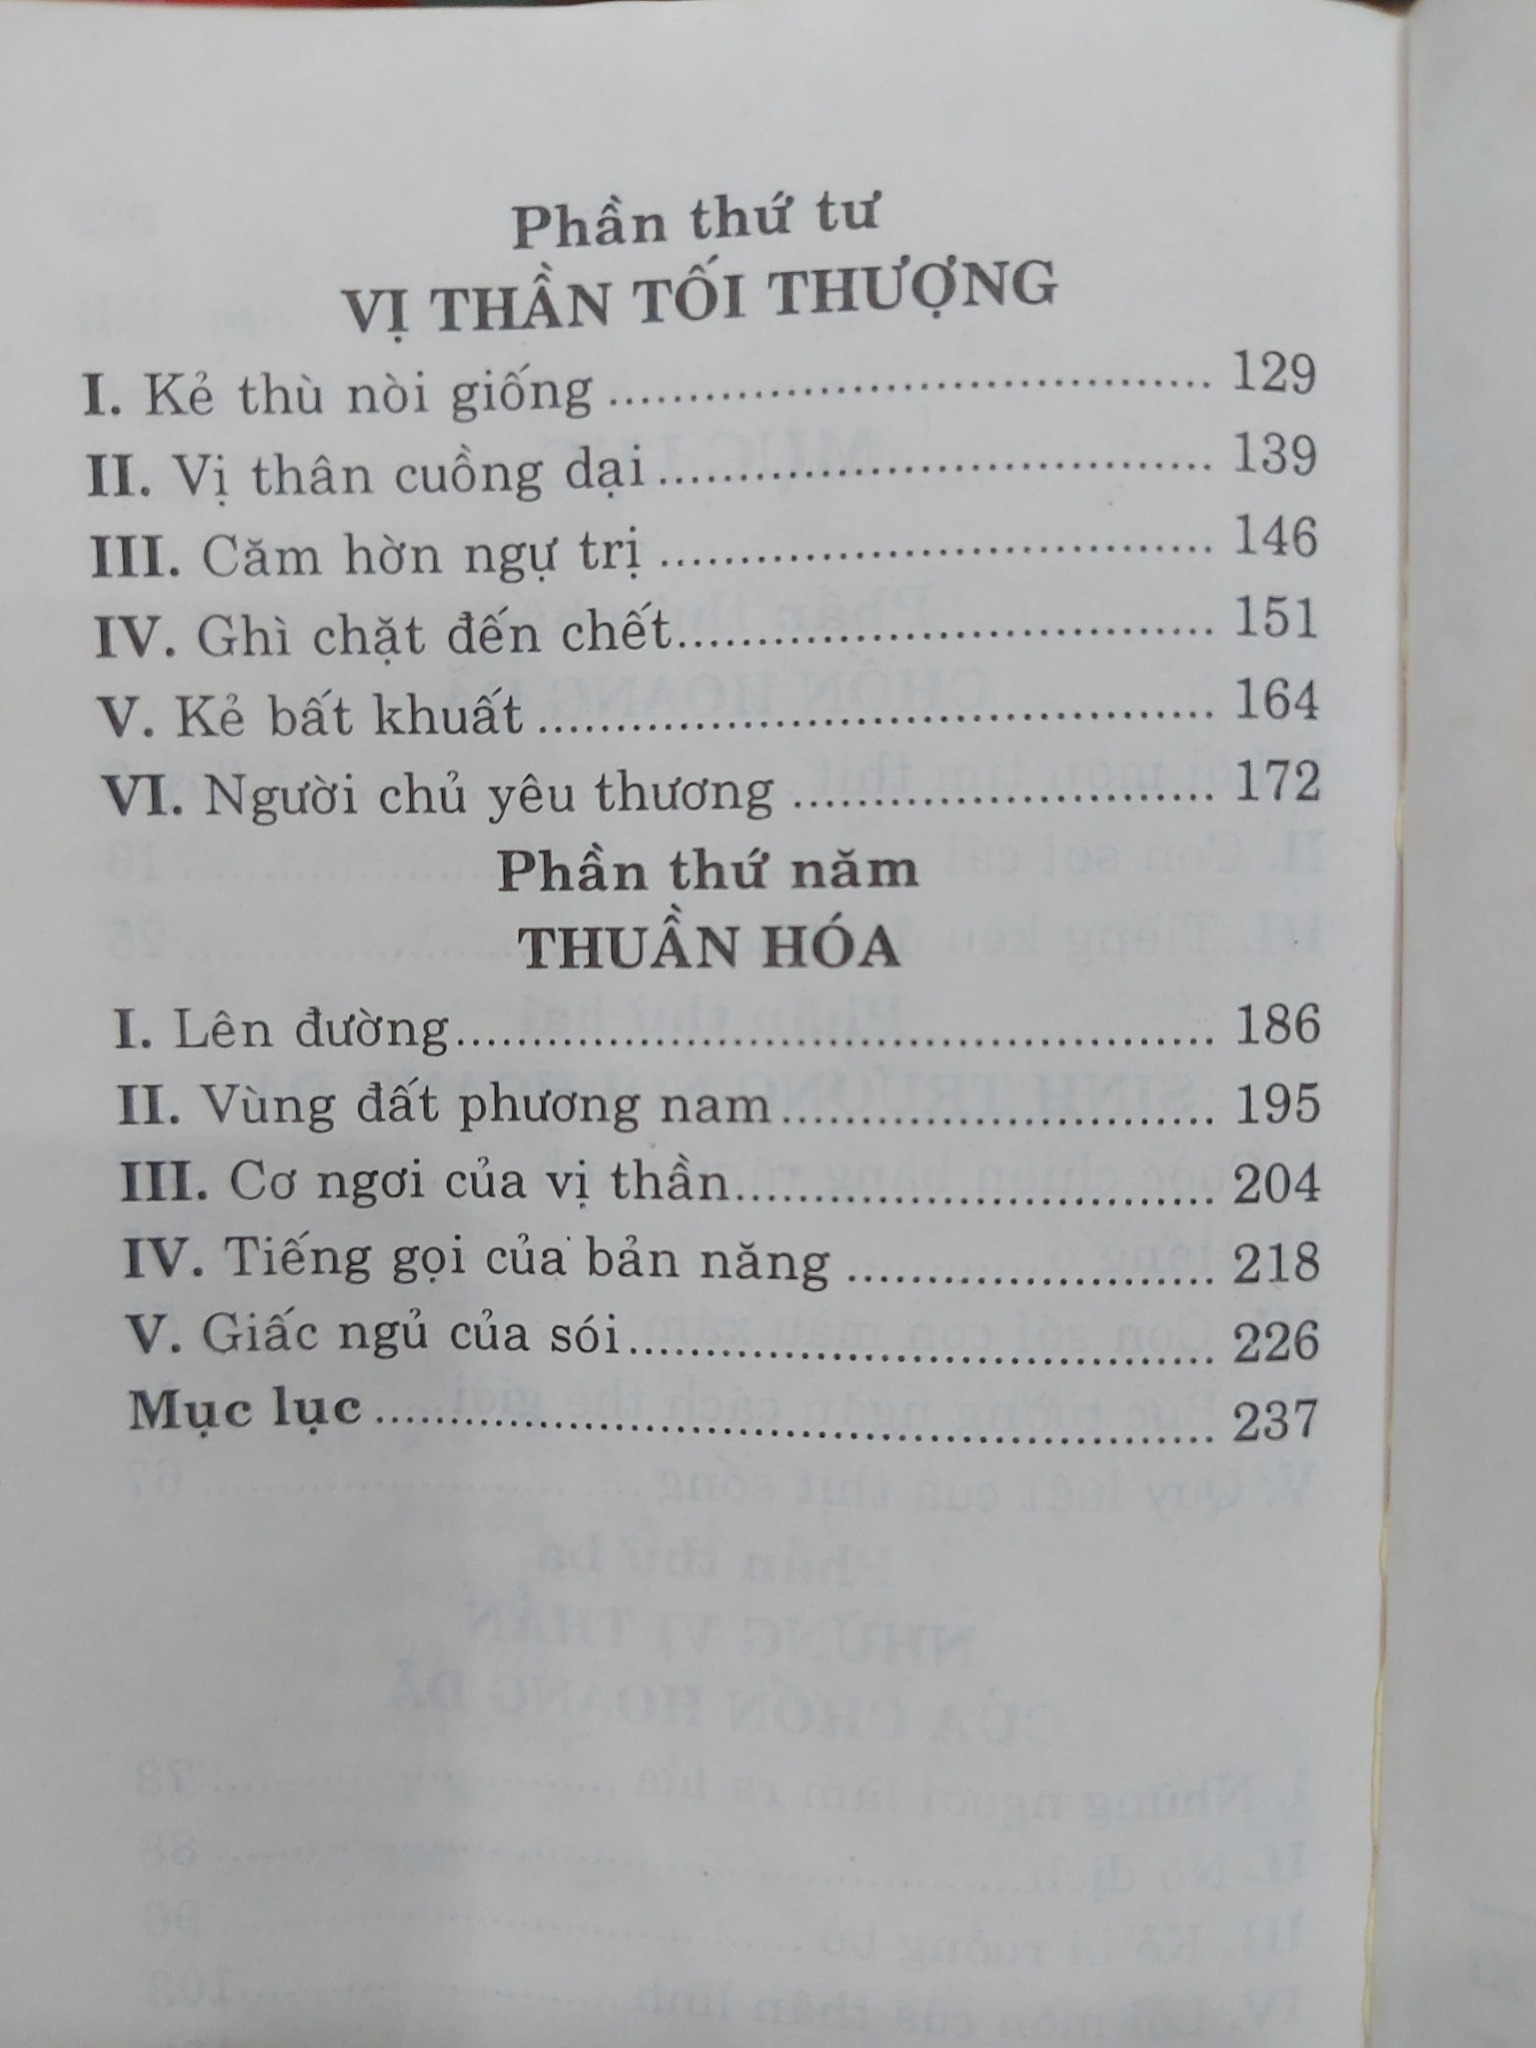 Phần thứ tư
VỊ THẦN TỐI THƯỢNG
I. Kẻ thù nòi giống ........................................ 129
II. Vị thân cuồng dại .................................... 139
III. Căm hờn ngự trị .................................... 146
IV. Ghì chặt đến chết ................................... 151
V. Kẻ bất khuất ............................................ 164
VI. Người chủ yêu thương ............................ 172
Phần thứ năm
THUẦN HÓA
I. Lên đường .................................................. 186
II. Vùng đất phương nam ............................ 195
III. Cơ ngơi của vị thần ............................... 204
IV. Tiếng gọi của bản năng ........................ 218
V. Giấc ngủ của sói ...................................... 226
Mục lục ...................................................... 237